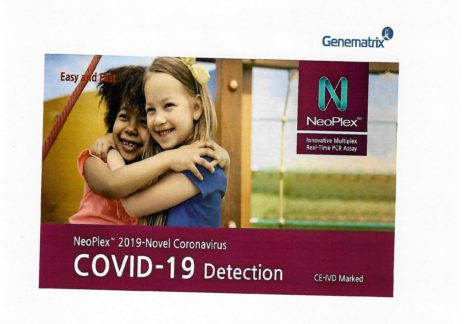 Genematrix
Easy and Fast
N
NeoPlex™
Innovative Multiplex
Real-Time PCR Assay
NeoPlex™ 2019-Novel Coronavirus
COVID-19 Detection
CE-IVD Marked